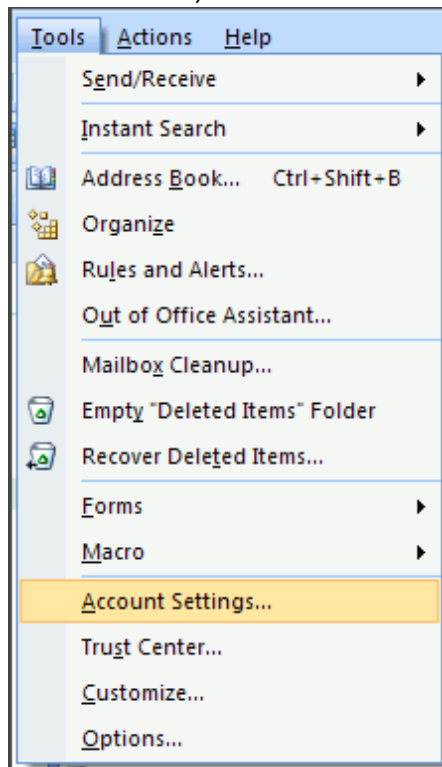 Tools Actions Help
Send/Receive
Instant Search
Address Book... Ctrl+Shift+B
Organize
Rules and Alerts...
Out of Office Assistant...
Mailbox Cleanup...
Empty "Deleted Items" Folder
Recover Deleted Items...
Forms
Macro
Account Settings...
Trust Center...
Customize...
Options...